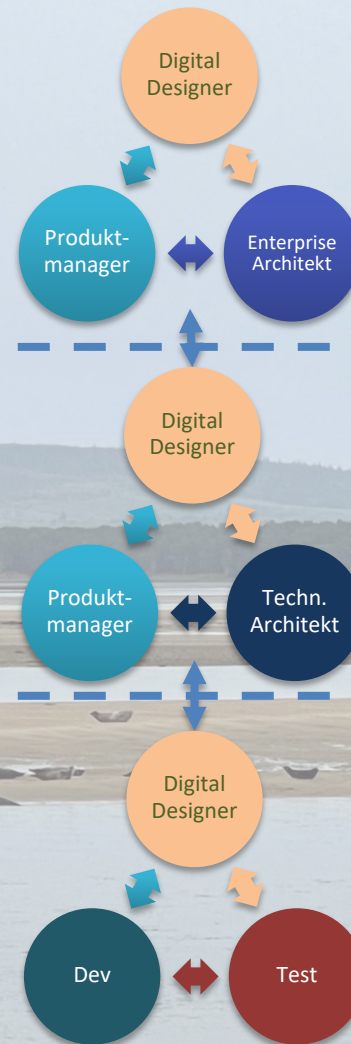 Digital
Designer
Produkt-
manager
Enterprise
Architekt
Digital
Designer
Produkt-
manager
Techn.
Architekt
Digital
Designer
Dev
Test